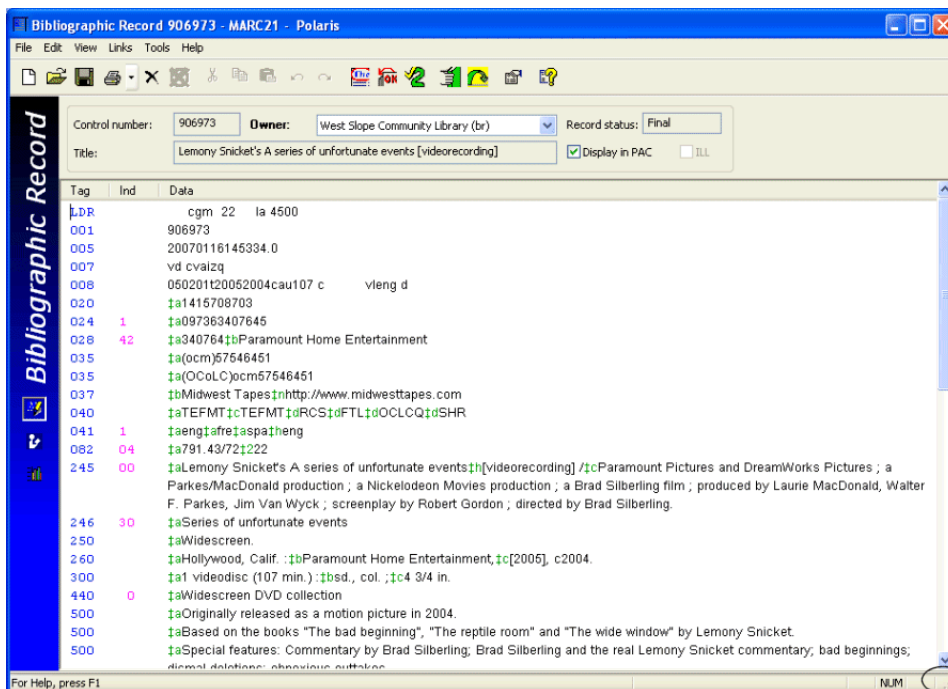 Bibliographic Record 906973 - MARC21 - Polaris
File Edit View Links Tools Help
Bibliographic Record
Control number: 906973 Owner: West Slope Community Library (br) Record status: Final
Title: Lemony Snicket's A series of unfortunate events [videorecording] Display in PAC ILL
Tag Ind Data
LDR cgm 22 la 4500
001 906973
005 20070116145334.0
007 vd cvaizq
008 050201t20052004cau107 c vleng d
020 ‡a1415708703
024 1 ‡a097363407645
028 42 ‡a340764‡bParamount Home Entertainment
035 ‡a(ocm)57546451
035 ‡a(OCoLC)ocm57546451
037 ‡bMidwest Tapes‡nhttp://www.midwesttapes.com
040 ‡aTEFMT‡cTEFMT‡dRCS‡dFTL‡dOCLCQ‡dSHR
041 1 ‡aeng‡afre‡aspa‡heng
082 04 ‡a791.43/72‡222
245 00 ‡aLemony Snicket's A series of unfortunate events‡h[videorecording] /‡cParamount Pictures and DreamWorks Pictures ; a
Parkes/MacDonald production ; a Nickelodeon Movies production ; a Brad Silberling film ; produced by Laurie MacDonald, Walter
F. Parkes, Jim Van Wyck ; screenplay by Robert Gordon ; directed by Brad Silberling.
246 30 ‡aSeries of unfortunate events
250 ‡aWidescreen.
260 ‡aHollywood, Calif. :‡bParamount Home Entertainment,‡c[2005], c2004.
300 ‡a1 videodisc (107 min.) :‡bsd., col. ;‡c4 3/4 in.
440 0 ‡aWidescreen DVD collection
500 ‡aOriginally released as a motion picture in 2004.
500 ‡aBased on the books "The bad beginning", "The reptile room" and "The wide window" by Lemony Snicket.
500 ‡aSpecial features: Commentary by Brad Silberling; Brad Silberling and the real Lemony Snicket commentary; bad beginnings;
dismal deletions; obnoxious outtakes
For Help, press F1 NUM